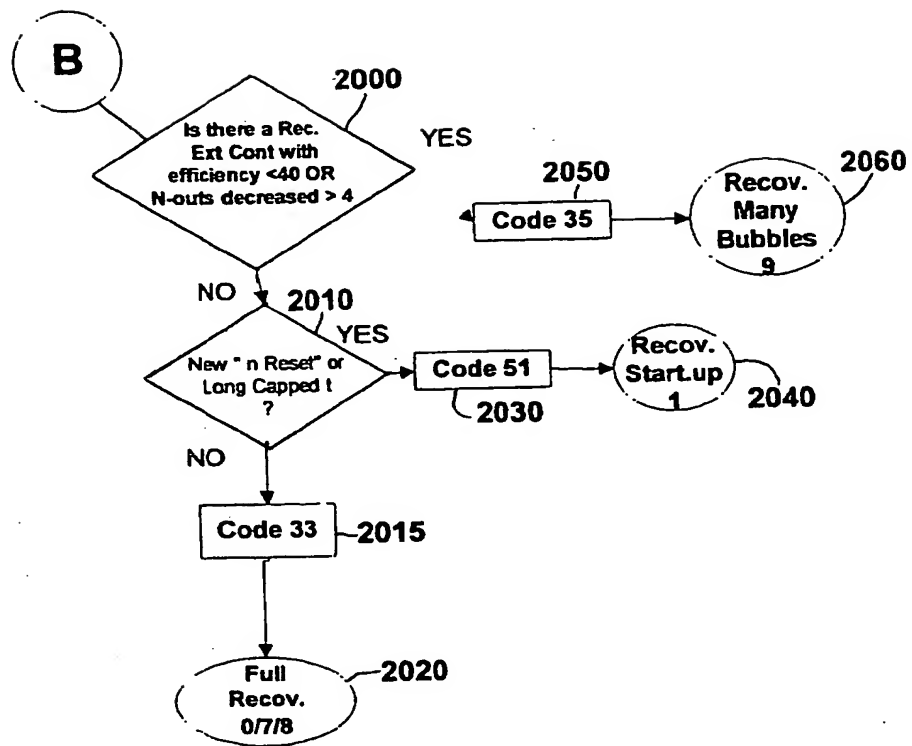 B
2000
Is there a Rec.
Ext Cont with
efficiency <40 OR
N-outs decreased > 4
YES
2050
Code 35
2060
Recov.
Many
Bubbles
9
NO
2010
YES
New " n Reset" or
Long Capped t
?
Code 51
2030
Recov.
Start.up
1
2040
NO
Code 33
2015
Full
Recov.
0/7/8
2020